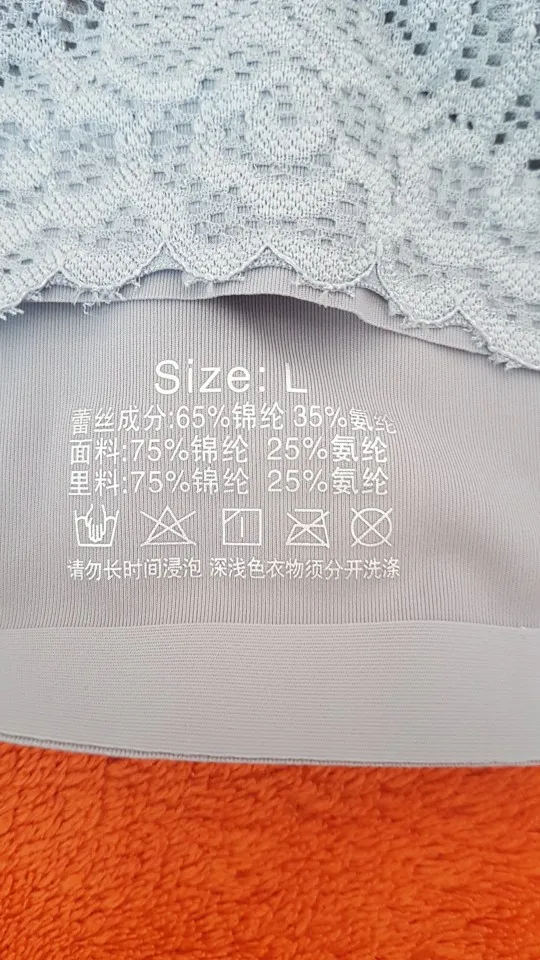 Size: L
蕾丝成分:65%锦纶 35%氨纶
面料:75%锦纶 25%氨纶
里料:75%锦纶 25%氨纶
请勿长时间浸泡 深浅色衣物须分开洗涤